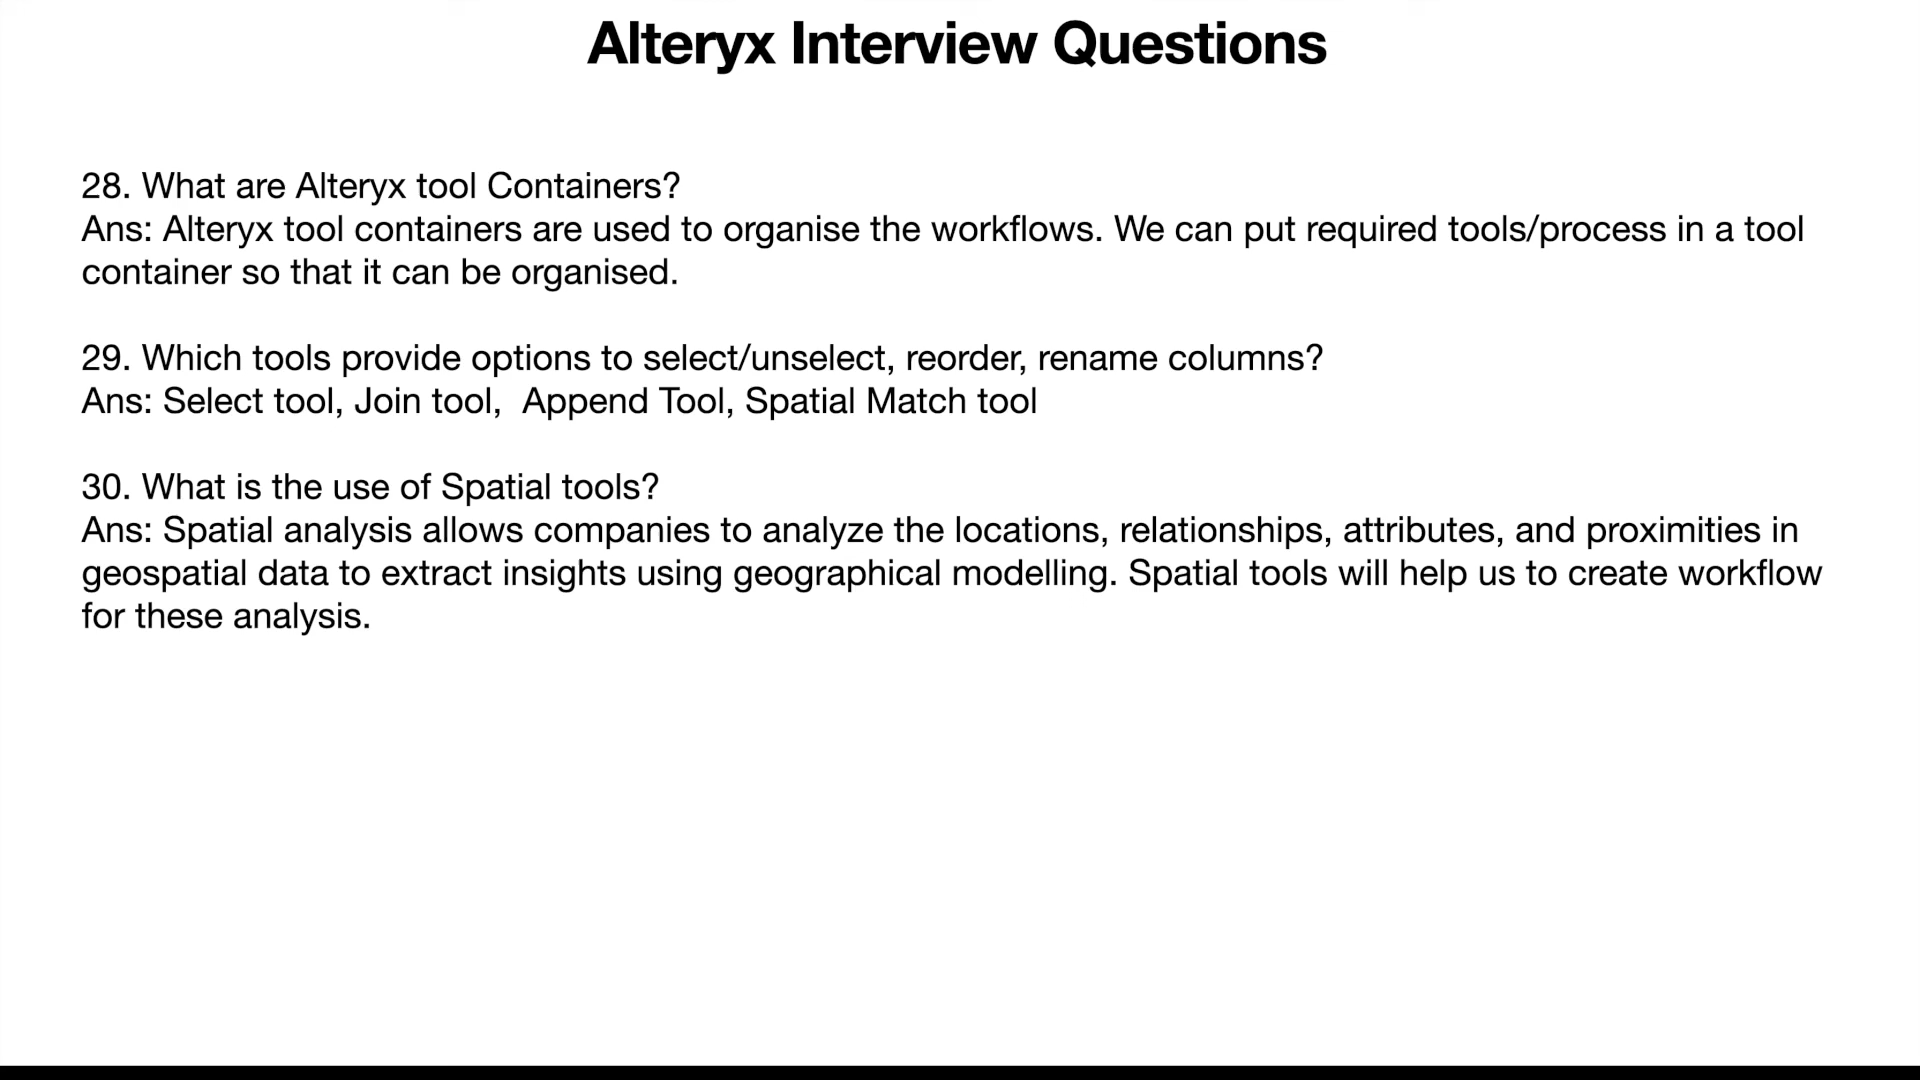 Alteryx Interview Questions
28. What are Alteryx tool Containers?
Ans: Alteryx tool containers are used to organise the workflows. We can put required tools/process in a tool
container so that it can be organised.
29. Which tools provide options to select/unselect, reorder, rename columns?
Ans: Select tool, Join tool,  Append Tool, Spatial Match tool
30. What is the use of Spatial tools?
Ans: Spatial analysis allows companies to analyze the locations, relationships, attributes, and proximities in
geospatial data to extract insights using geographical modelling. Spatial tools will help us to create workflow
for these analysis.